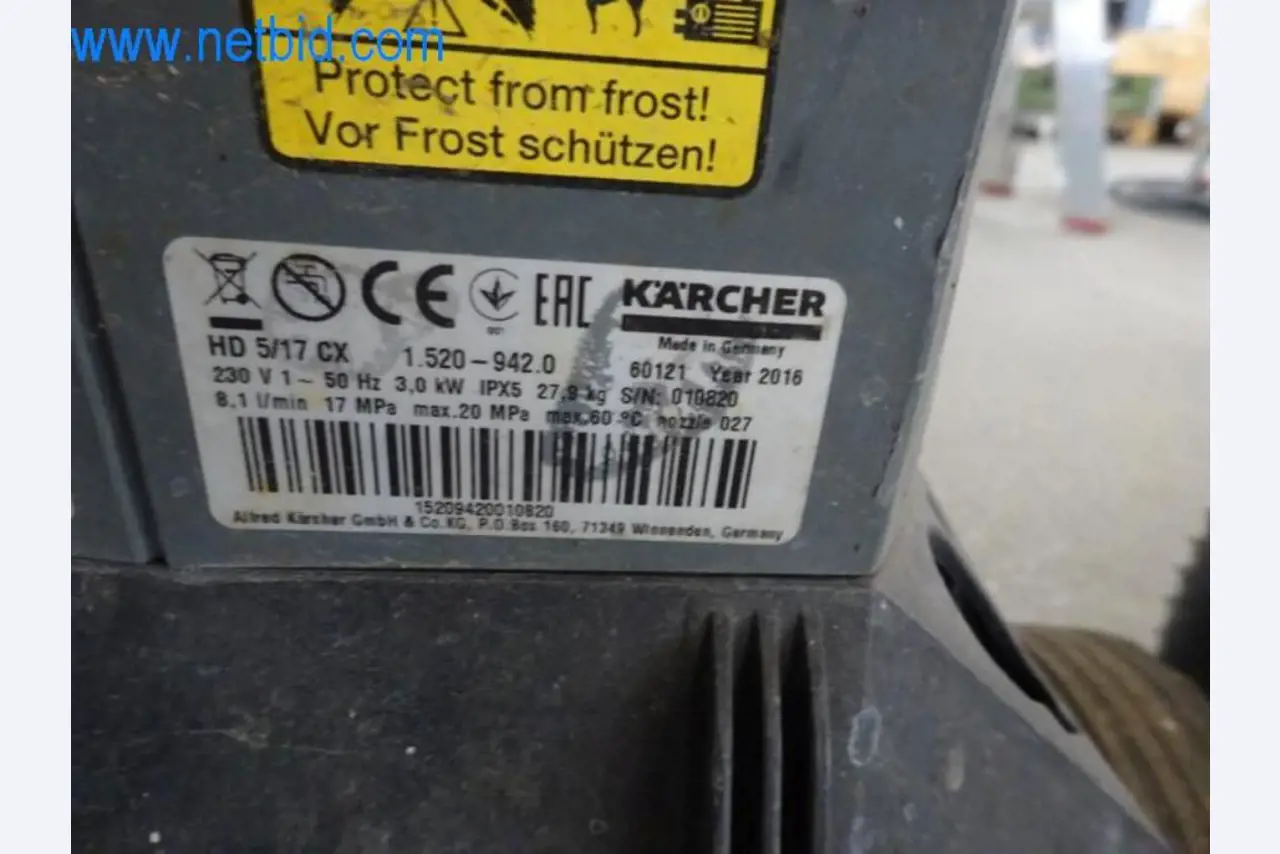 www.netbid.com
Protect from frost!
Vor Frost schützen!
CE EAC KÄRCHER
Made in Germany
HD 5/17 CX 1.520-942.0 60121 Year 2016
230 V 1~ 50 Hz 3,0 kW IPX5 27,9 kg S/N: 010820
8.1 l/min 17 MPa max.20 MPa max.60 °C nozzle 027
15209420010820
Alfred Kärcher GmbH & Co.KG, P.O.Box 160, 71349 Winnenden, Germany